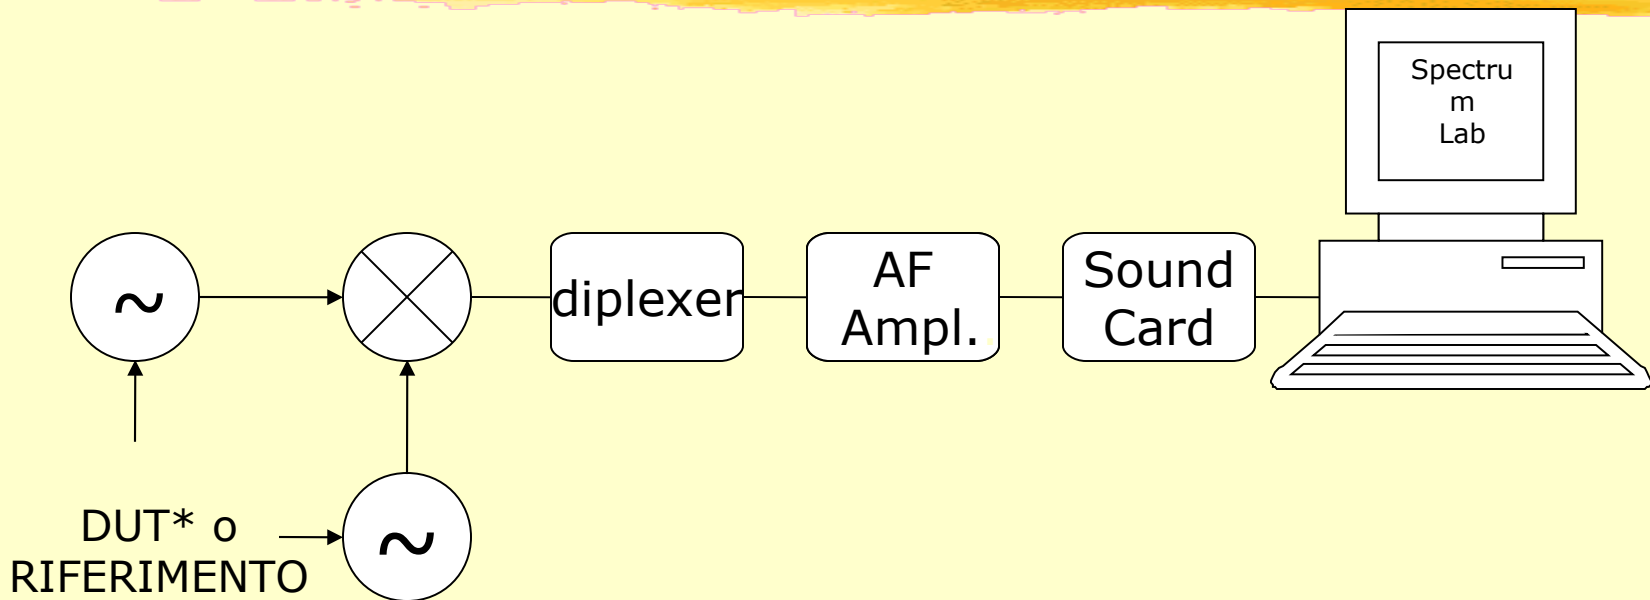 Spectru
m
Lab
~
diplexer
AF
Ampl.
Sound
Card
DUT* o
RIFERIMENTO
~